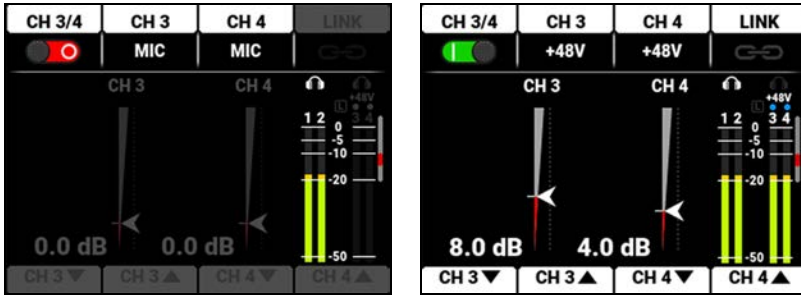 CH 3/4 CH 3 CH 4 LINK
MIC MIC
CH 3 CH 4
+48V
L
1 2 3 4
0
-5
-10
-20
-50
0.0 dB 0.0 dB
CH 3▼ CH 3▲ CH 4▼ CH 4▲
CH 3/4 CH 3 CH 4 LINK
+48V +48V
CH 3 CH 4
+48V
L
1 2 3 4
0
-5
-10
-20
-50
8.0 dB 4.0 dB
CH 3▼ CH 3▲ CH 4▼ CH 4▲